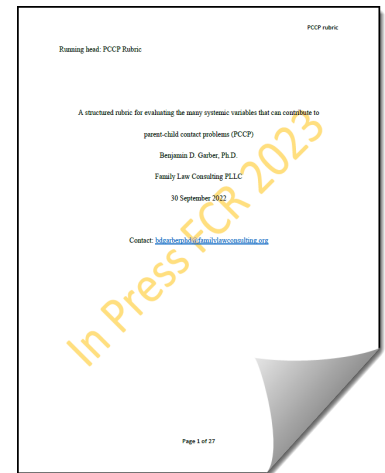 PCCP rubric
Running head: PCCP Rubric
A structured rubric for evaluating the many systemic variables that can contribute to
parent-child contact problems (PCCP)
Benjamin D. Garber, Ph.D.
Family Law Consulting PLLC
30 September 2022
Contact: bdgarberphd@familylawconsulting.org
In Press FCR 2023
Page 1 of 27